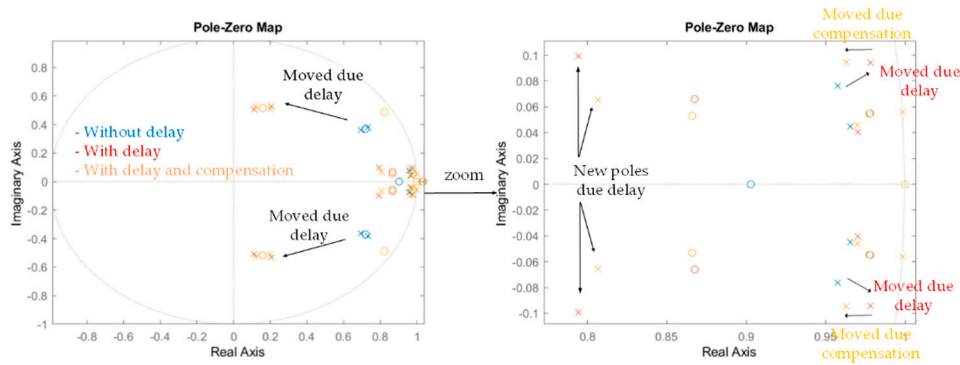 Pole-Zero Map
Imaginary Axis
0.8
0.6
0.4
0.2
0
-0.2
-0.4
-0.6
-0.8
-1
-0.8
-0.6
-0.4
-0.2
0
0.2
0.4
0.6
0.8
1
Real Axis
Moved due
delay
- Without delay
- With delay
- With delay and compensation
Moved due
delay
zoom
Pole-Zero Map
Imaginary Axis
0.1
0.08
0.06
0.04
0.02
0
-0.02
-0.04
-0.06
-0.08
-0.1
0.8
0.85
0.9
0.95
1
Real Axis
Moved due
compensation
Moved due
delay
New poles
due delay
Moved due
delay
Moved due
compensation